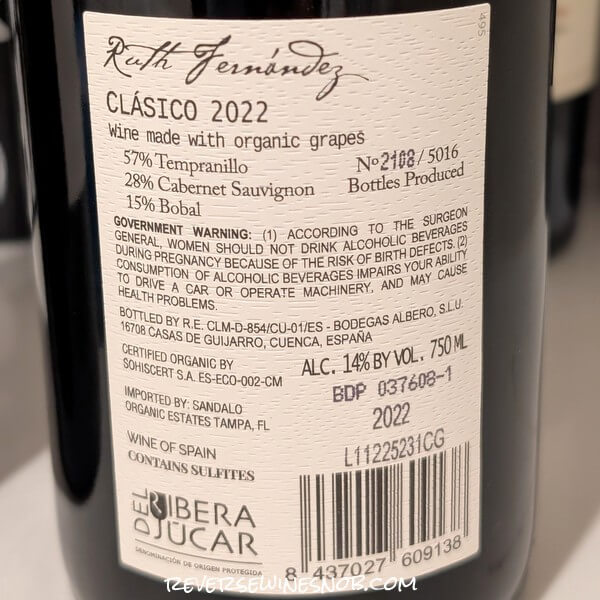 495
Ruth Fernández
CLÁSICO 2022
Wine made with organic grapes
57% Tempranillo
28% Cabernet Sauvignon
15% Bobal
Nº 2108 / 5016
Bottles Produced
GOVERNMENT WARNING: (1) ACCORDING TO THE SURGEON
GENERAL, WOMEN SHOULD NOT DRINK ALCOHOLIC BEVERAGES
DURING PREGNANCY BECAUSE OF THE RISK OF BIRTH DEFECTS. (2)
CONSUMPTION OF ALCOHOLIC BEVERAGES IMPAIRS YOUR ABILITY
TO DRIVE A CAR OR OPERATE MACHINERY, AND MAY CAUSE
HEALTH PROBLEMS.
BOTTLED BY R.E. CLM-D-854/CU-01/ES - BODEGAS ALBERO, S.L.U.
16708 CASAS DE GUIJARRO, CUENCA, ESPAÑA
CERTIFIED ORGANIC BY
SOHISCERT S.A. ES-ECO-002-CM
ALC. 14% BY VOL. 750 ML
BDP 037608-1
2022
L11225231CG
IMPORTED BY: SANDALO
ORGANIC ESTATES TAMPA, FL
WINE OF SPAIN
CONTAINS SULFITES
RIBERA
DEL JÚCAR
DENOMINACIÓN DE ORIGEN PROTEGIDA
8 437027 609138
REVERSEWINESNOB.COM